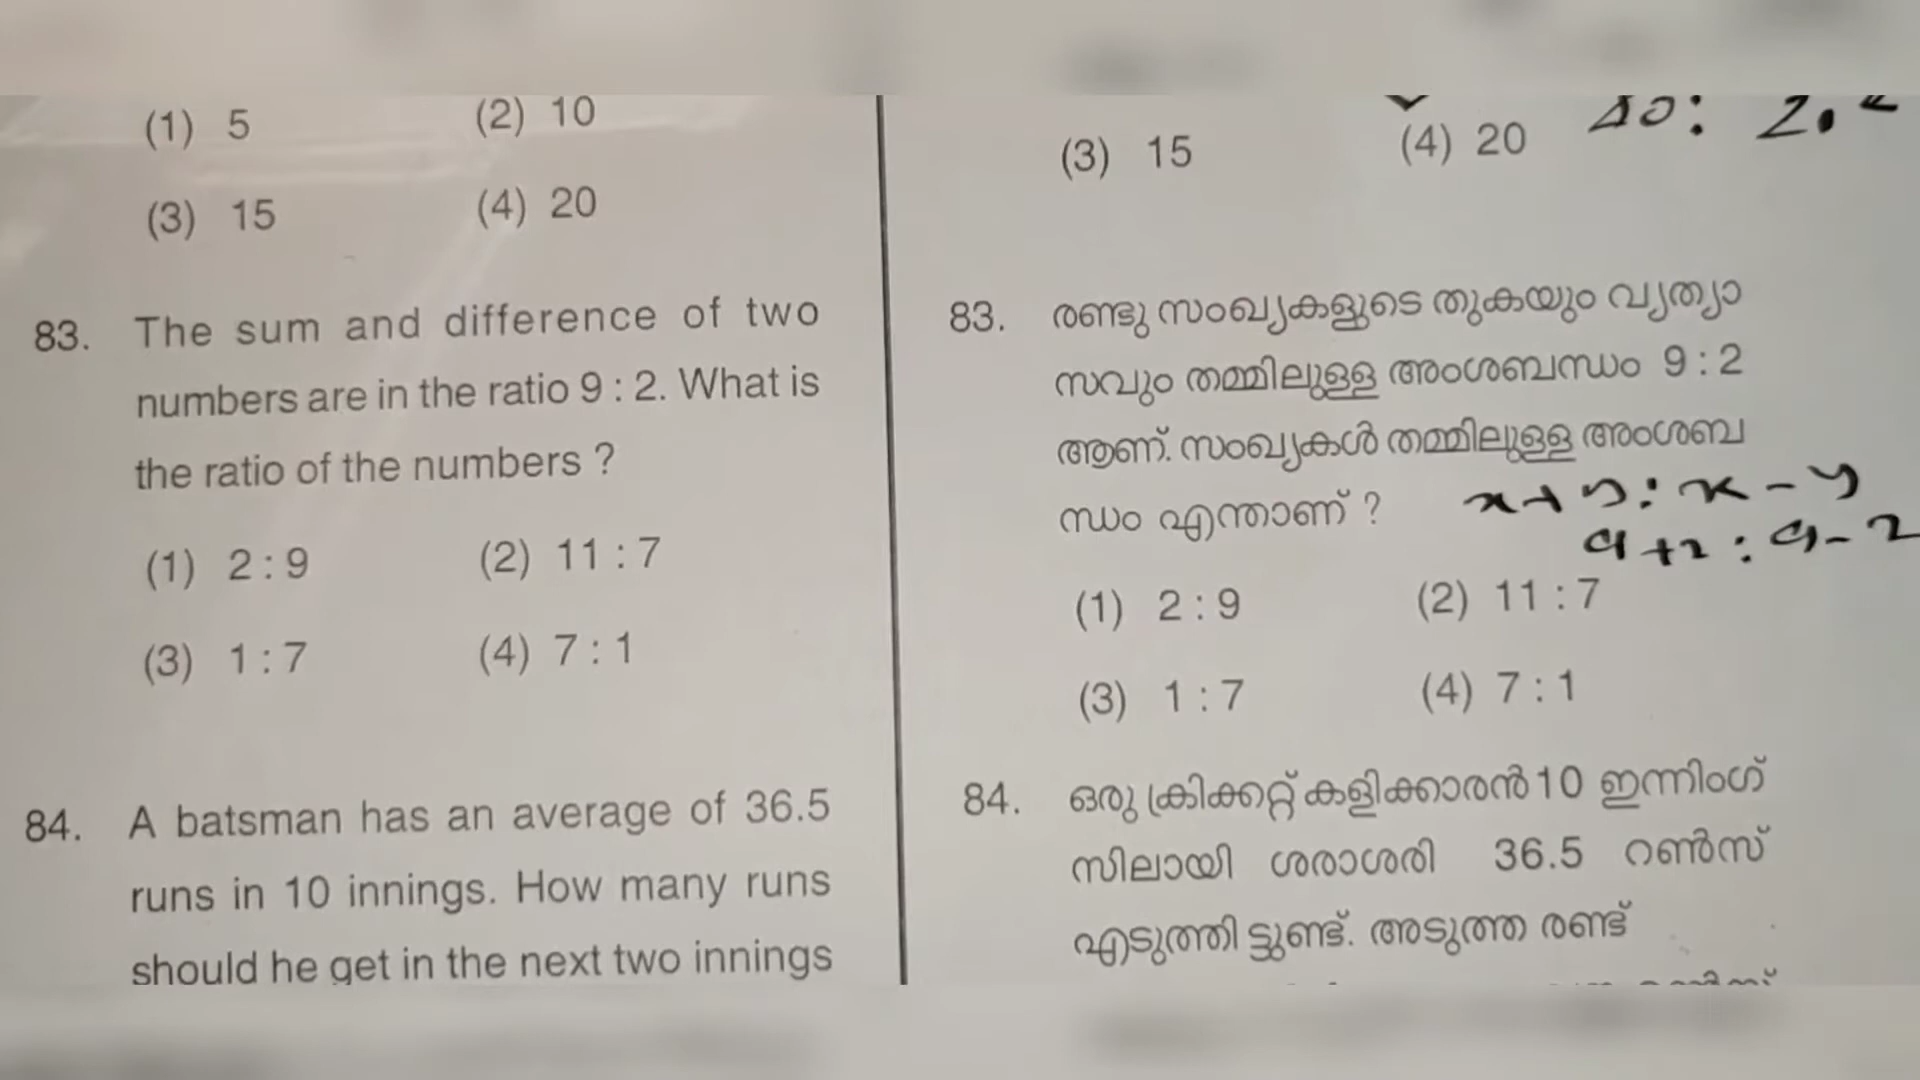 (1) 5 (2) 10
(3) 15 (4) 20
83. The sum and difference of two
numbers are in the ratio 9 : 2. What is
the ratio of the numbers ?
(1) 2 : 9 (2) 11 : 7
(3) 1 : 7 (4) 7 : 1
84. A batsman has an average of 36.5
runs in 10 innings. How many runs
should he get in the next two innings
(3) 15 (4) 20
83. രണ്ടു സംഖ്യകളുടെ തുകയും വ്യത്യാ
സവും തമ്മിലുള്ള അംശബന്ധം 9 : 2
ആണ്. സംഖ്യകൾ തമ്മിലുള്ള അംശബ
ന്ധം എന്താണ് ?
x+y : x-y
9+2 : 9-2
(1) 2 : 9 (2) 11 : 7
(3) 1 : 7 (4) 7 : 1
84. ഒരു ക്രിക്കറ്റ് കളിക്കാരൻ 10 ഇന്നിംഗ്
സിലായി ശരാശരി 36.5 റൺസ്
എടുത്തിട്ടുണ്ട്. അടുത്ത രണ്ട്